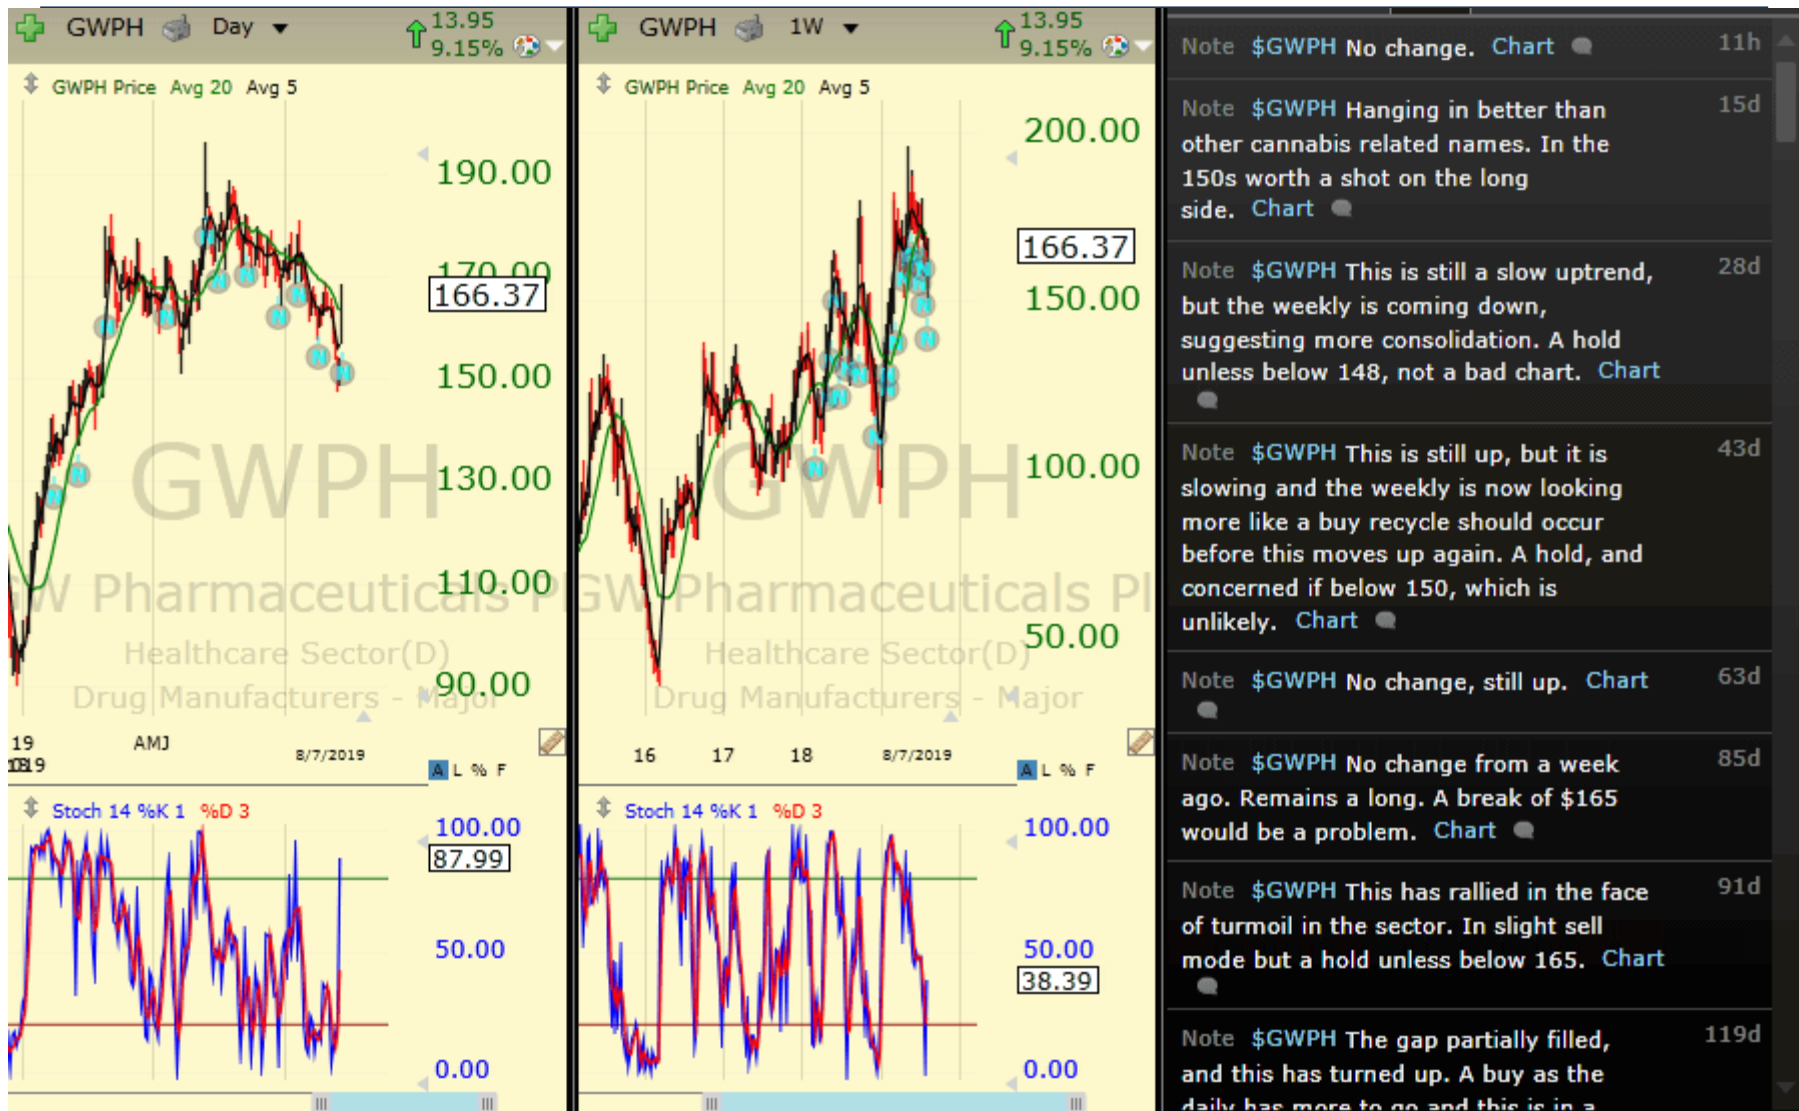 GWPH Day 13.95
9.15%
GWPH Price Avg 20 Avg 5
190.00
170.00
166.37
150.00
130.00
110.00
90.00
GWPH
GW Pharmaceuticals Pl
Healthcare Sector(D)
Drug Manufacturers - Major
19 AMJ 8/7/2019
A L % F
Stoch 14 %K 1 %D 3
100.00
87.99
50.00
0.00
GWPH 1W 13.95
9.15%
GWPH Price Avg 20 Avg 5
200.00
166.37
150.00
100.00
50.00
GWPH
GW Pharmaceuticals Pl
Healthcare Sector(D)
Drug Manufacturers - Major
16 17 18 8/7/2019
A L % F
Stoch 14 %K 1 %D 3
100.00
50.00
38.39
0.00
Note $GWPH No change. Chart 11h
Note $GWPH Hanging in better than 15d
other cannabis related names. In the
150s worth a shot on the long
side. Chart
Note $GWPH This is still a slow uptrend, 28d
but the weekly is coming down,
suggesting more consolidation. A hold
unless below 148, not a bad chart. Chart
Note $GWPH This is still up, but it is 43d
slowing and the weekly is now looking
more like a buy recycle should occur
before this moves up again. A hold, and
concerned if below 150, which is
unlikely. Chart
Note $GWPH No change, still up. Chart 63d
Note $GWPH No change from a week 85d
ago. Remains a long. A break of $165
would be a problem. Chart
Note $GWPH This has rallied in the face 91d
of turmoil in the sector. In slight sell
mode but a hold unless below 165. Chart
Note $GWPH The gap partially filled, 119d
and this has turned up. A buy as the
daily has more to go and this is in a